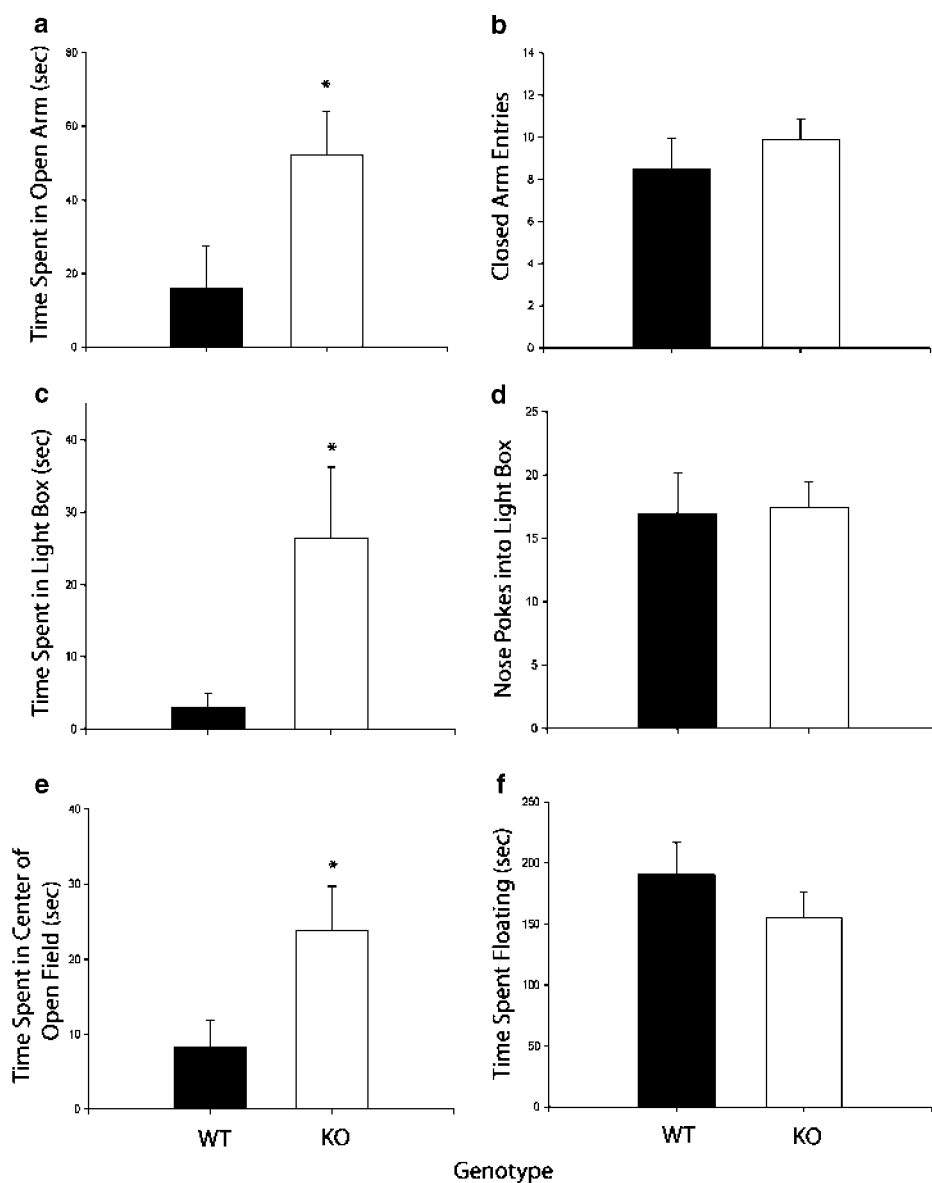 a
Time Spent in Open Arm (sec)
80
60
40
20
0
*
b
Closed Arm Entries
14
12
10
8
6
4
2
0
c
Time Spent in Light Box (sec)
40
30
20
10
0
*
d
Nose Pokes into Light Box
25
20
15
10
5
0
e
Time Spent in Center of
Open Field (sec)
40
30
20
10
0
*
WT KO
f
Time Spent Floating (sec)
250
200
150
100
50
0
WT KO
Genotype